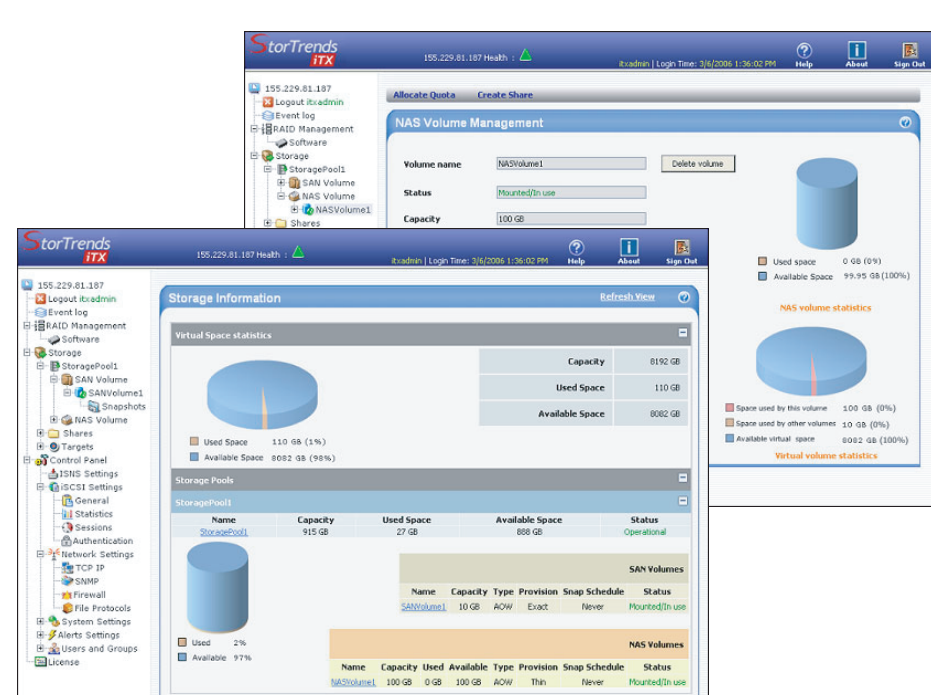 StorTrends
iTX
155.229.81.187 Health :
itxadmin | Login Time: 3/6/2006 1:36:02 PM
Help
About
Sign Out
155.229.81.187
Logout itxadmin
Event log
RAID Management
Software
Storage
StoragePool1
SAN Volume
NAS Volume
NASVolume1
Shares
Allocate Quota Create Share
NAS Volume Management
Volume name NASVolume1 Delete volume
Status Mounted/In use
Capacity 100 GB
Used space 0 GB (0%)
Available Space 99.95 GB (100%)
NAS volume statistics
Space used by this volume 100 GB (0%)
Space used by other volumes 10 GB (0%)
Available virtual space 8082 GB (100%)
Virtual volume statistics
StorTrends
iTX
155.229.81.187 Health :
itxadmin | Login Time: 3/6/2006 1:36:02 PM
Help
About
Sign Out
155.229.81.187
Logout itxadmin
Event log
RAID Management
Software
Storage
StoragePool1
SAN Volume
SANVolume1
Snapshots
NAS Volume
Shares
Targets
Control Panel
ISNS Settings
iSCSI Settings
General
Statistics
Sessions
Authentication
Network Settings
TCP IP
SNMP
Firewall
File Protocols
System Settings
Alerts Settings
Users and Groups
License
Storage Information Refresh View
Virtual Space statistics
Capacity 8192 GB
Used Space 110 GB
Available Space 8082 GB
Used Space 110 GB (1%)
Available Space 8082 GB (98%)
Storage Pools
StoragePool1
Name Capacity Used Space Available Space Status
StoragePool1 915 GB 27 GB 888 GB Operational
SAN Volumes
Name Capacity Type Provision Snap Schedule Status
SANVolume1 10 GB AOW Exact Never Mounted/In use
Used 2%
Available 97%
NAS Volumes
Name Capacity Used Available Type Provision Snap Schedule Status
NASVolume1 100 GB 0 GB 100 GB AOW Thin Never Mounted/In use